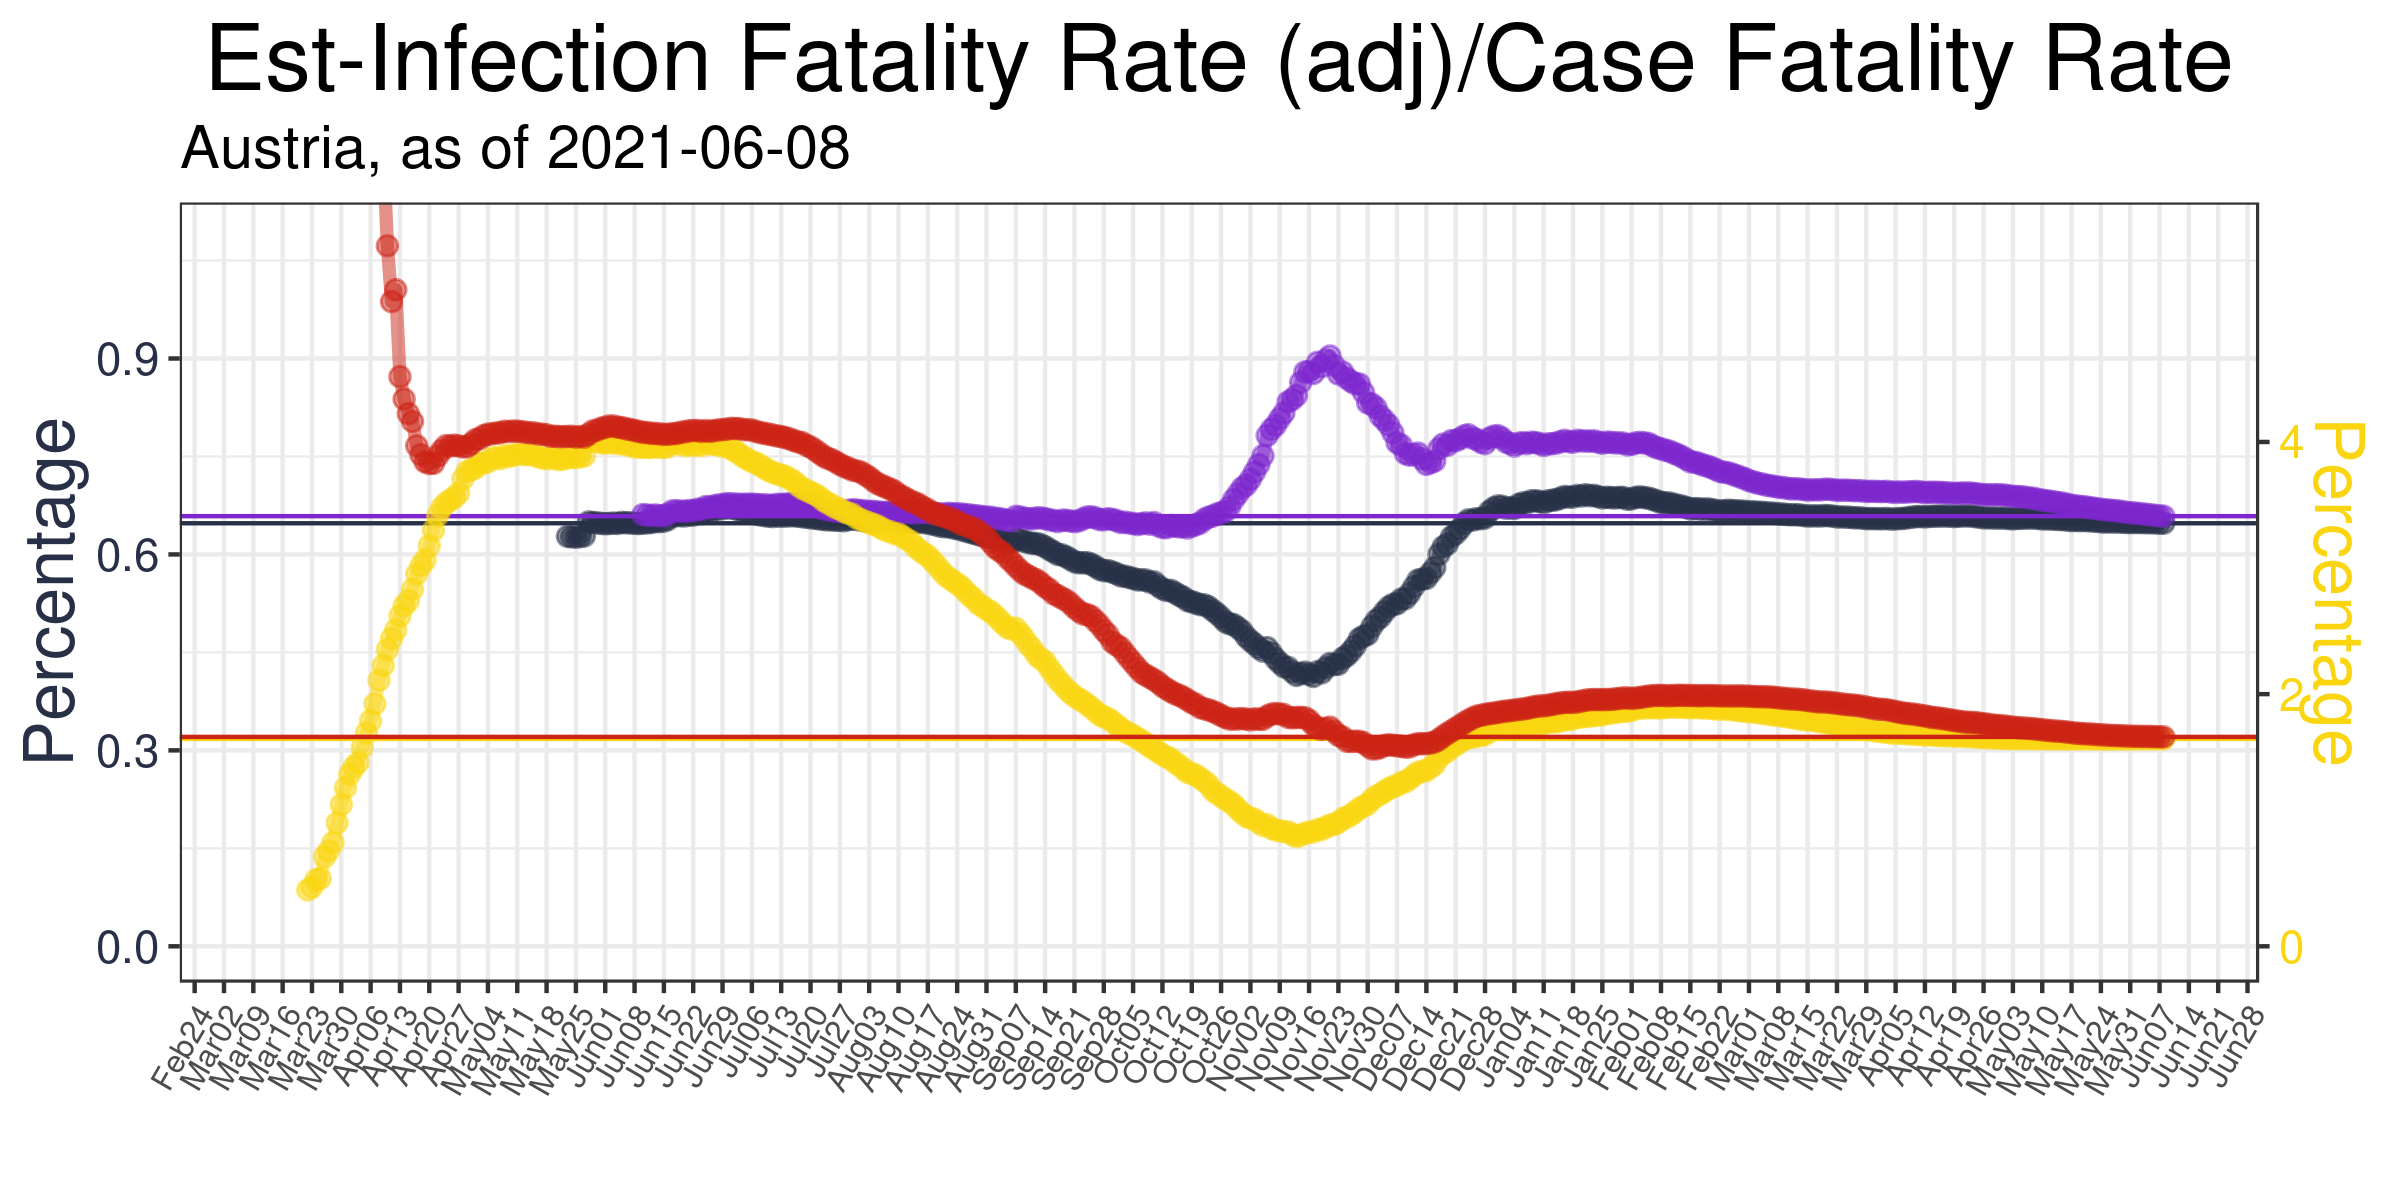 Est-Infection Fatality Rate (adj)/Case Fatality Rate
Austria, as of 2021-06-08
Percentage
0.9
0.6
0.3
0.0
4
2
0
Percentage
Feb24
Mar02
Mar09
Mar16
Mar23
Mar30
Apr06
Apr13
Apr20
Apr27
May04
May11
May18
May25
Jun01
Jun08
Jun15
Jun22
Jun29
Jul06
Jul13
Jul20
Jul27
Aug03
Aug10
Aug17
Aug24
Aug31
Sep07
Sep14
Sep21
Sep28
Oct05
Oct12
Oct19
Oct26
Nov02
Nov09
Nov16
Nov23
Nov30
Dec07
Dec14
Dec21
Dec28
Jan04
Jan11
Jan18
Jan25
Feb01
Feb08
Feb15
Feb22
Mar01
Mar08
Mar15
Mar22
Mar29
Apr05
Apr12
Apr19
Apr26
May03
May10
May17
May24
May31
Jun07
Jun14
Jun21
Jun28